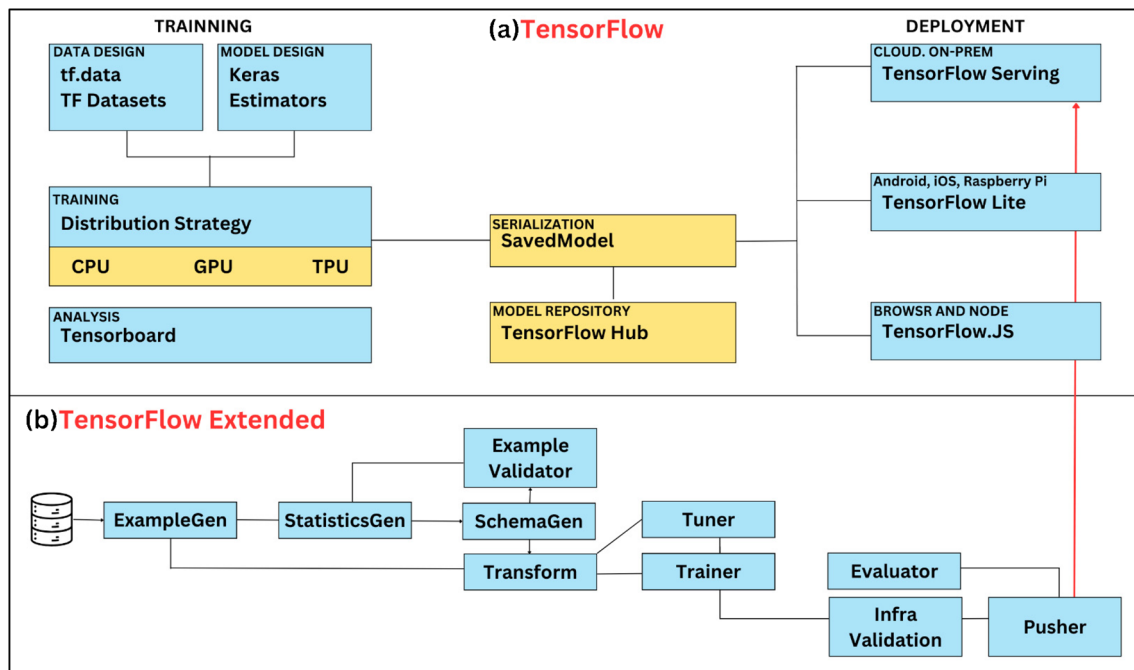 (a)TensorFlow
TRAINNING
DEPLOYMENT
DATA DESIGN
tf.data
TF Datasets
MODEL DESIGN
Keras
Estimators
TRAINING
Distribution Strategy
CPU GPU TPU
ANALYSIS
Tensorboard
SERIALIZATION
SavedModel
MODEL REPOSITORY
TensorFlow Hub
CLOUD. ON-PREM
TensorFlow Serving
Android, iOS, Raspberry Pi
TensorFlow Lite
BROWSR AND NODE
TensorFlow.JS
(b)TensorFlow Extended
ExampleGen
StatisticsGen
Example
Validator
SchemaGen
Transform
Tuner
Trainer
Evaluator
Infra
Validation
Pusher